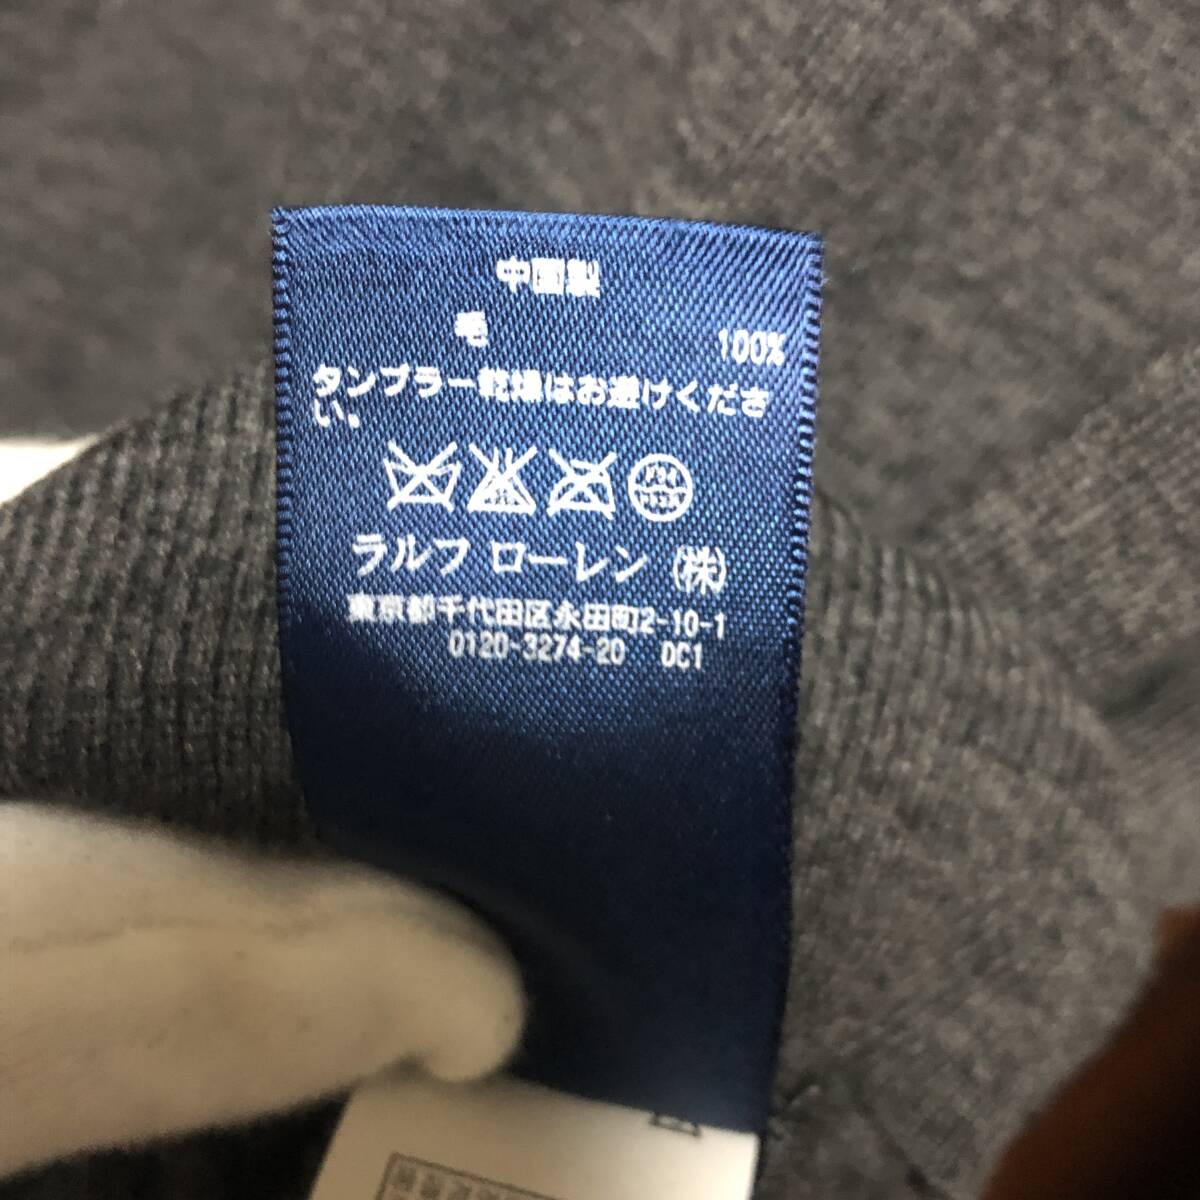 中国製
毛 100%
タンブラー乾燥はお避けくださ
い。
ラルフ ローレン (株)
東京都千代田区永田町2-10-1
0120-3274-20 DC1